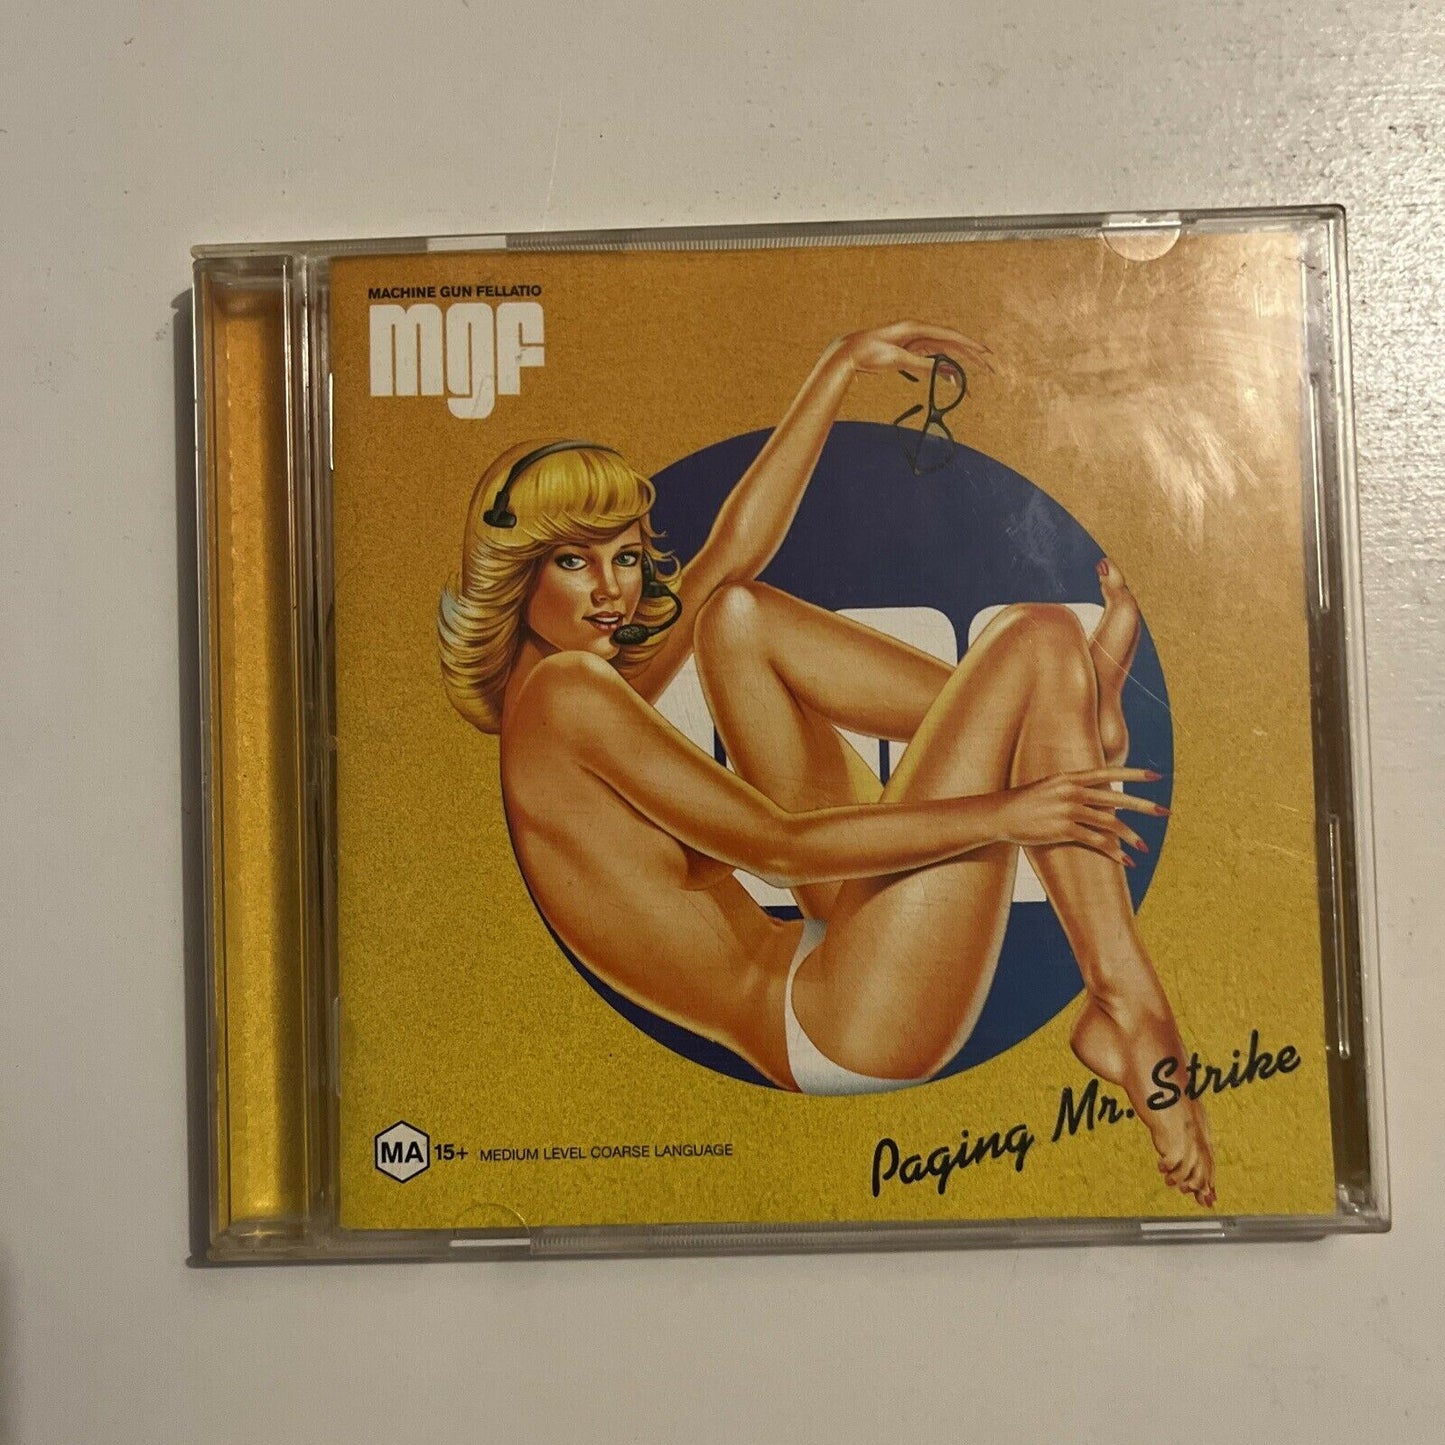 MACHINE GUN FELLATIO
mgf
MA 15+ MEDIUM LEVEL COARSE LANGUAGE
Paging Mr. Strike